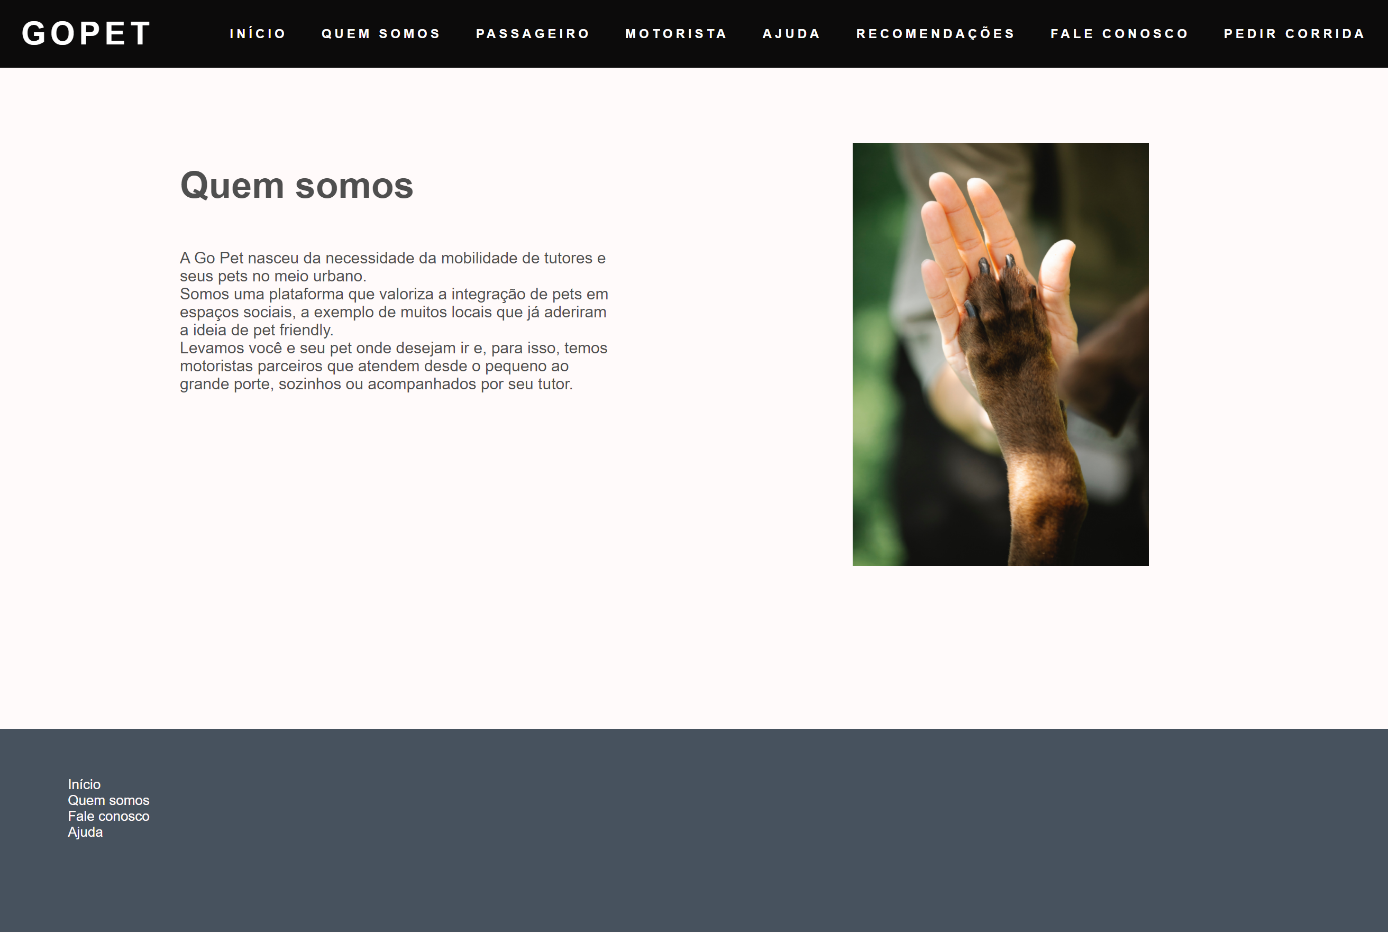 GOPET
INÍCIO QUEM SOMOS PASSAGEIRO MOTORISTA AJUDA RECOMENDAÇÕES FALE CONOSCO PEDIR CORRIDA
Quem somos
A Go Pet nasceu da necessidade da mobilidade de tutores e
seus pets no meio urbano.
Somos uma plataforma que valoriza a integração de pets em
espaços sociais, a exemplo de muitos locais que já aderiram
a ideia de pet friendly.
Levamos você e seu pet onde desejam ir e, para isso, temos
motoristas parceiros que atendem desde o pequeno ao
grande porte, sozinhos ou acompanhados por seu tutor.
Início
Quem somos
Fale conosco
Ajuda